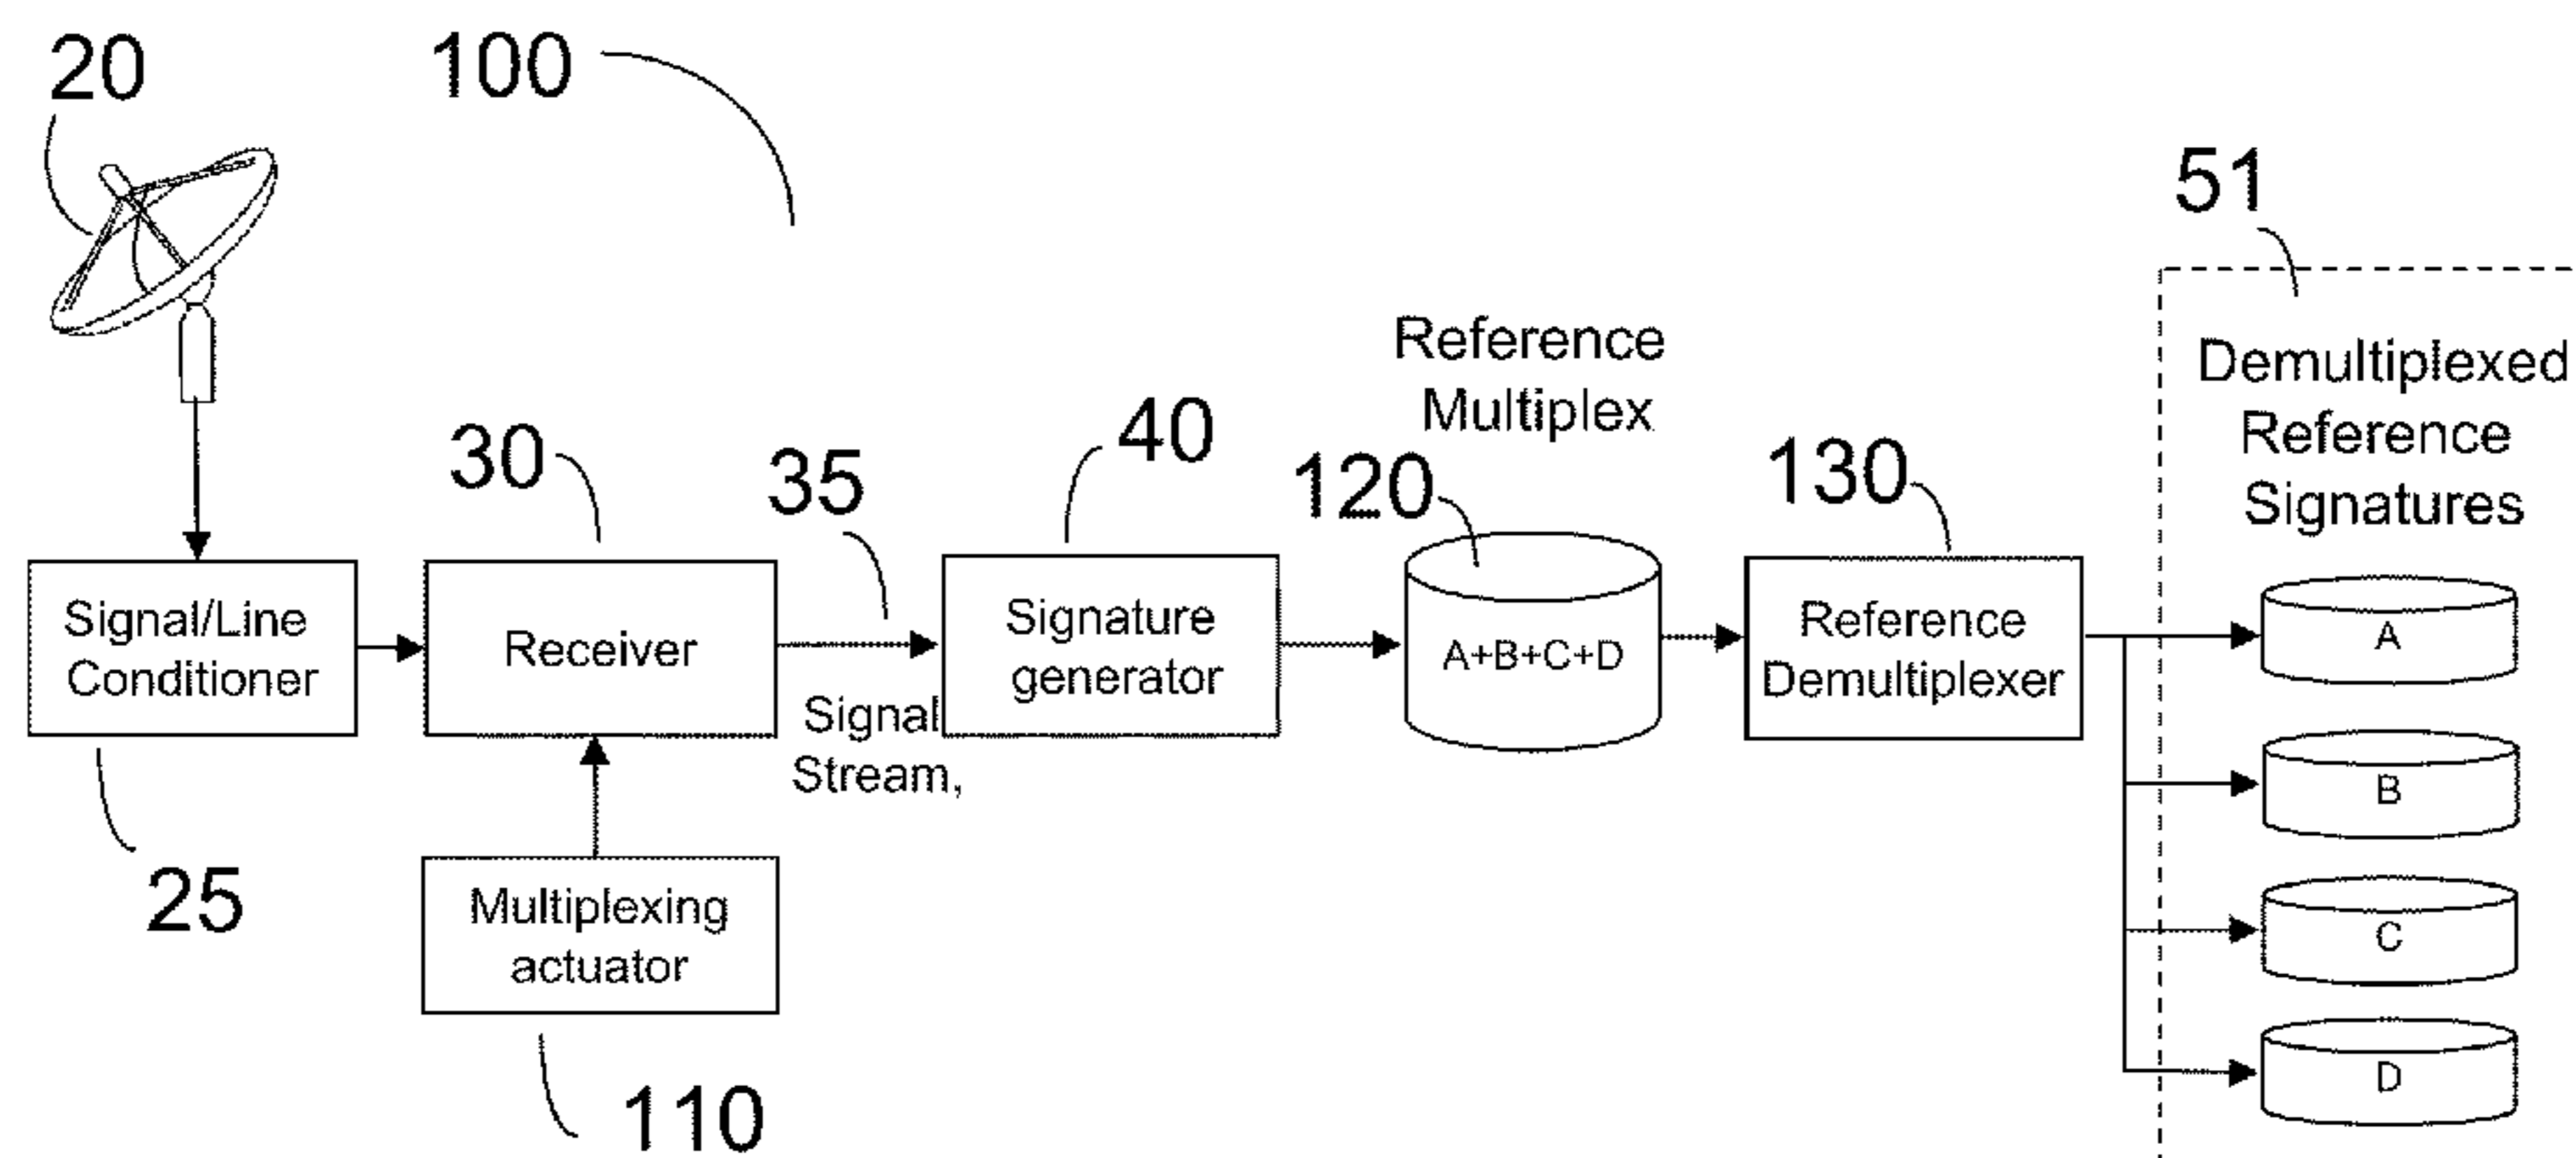 20
100
51
Demultiplexed
Reference
Signatures
Reference
Multiplex
30
35
40
120
130
Signal/Line
Conditioner
Receiver
Signature
generator
A+B+C+D
Reference
Demultiplexer
A
Signal
Stream,
B
25
Multiplexing
actuator
C
110
D